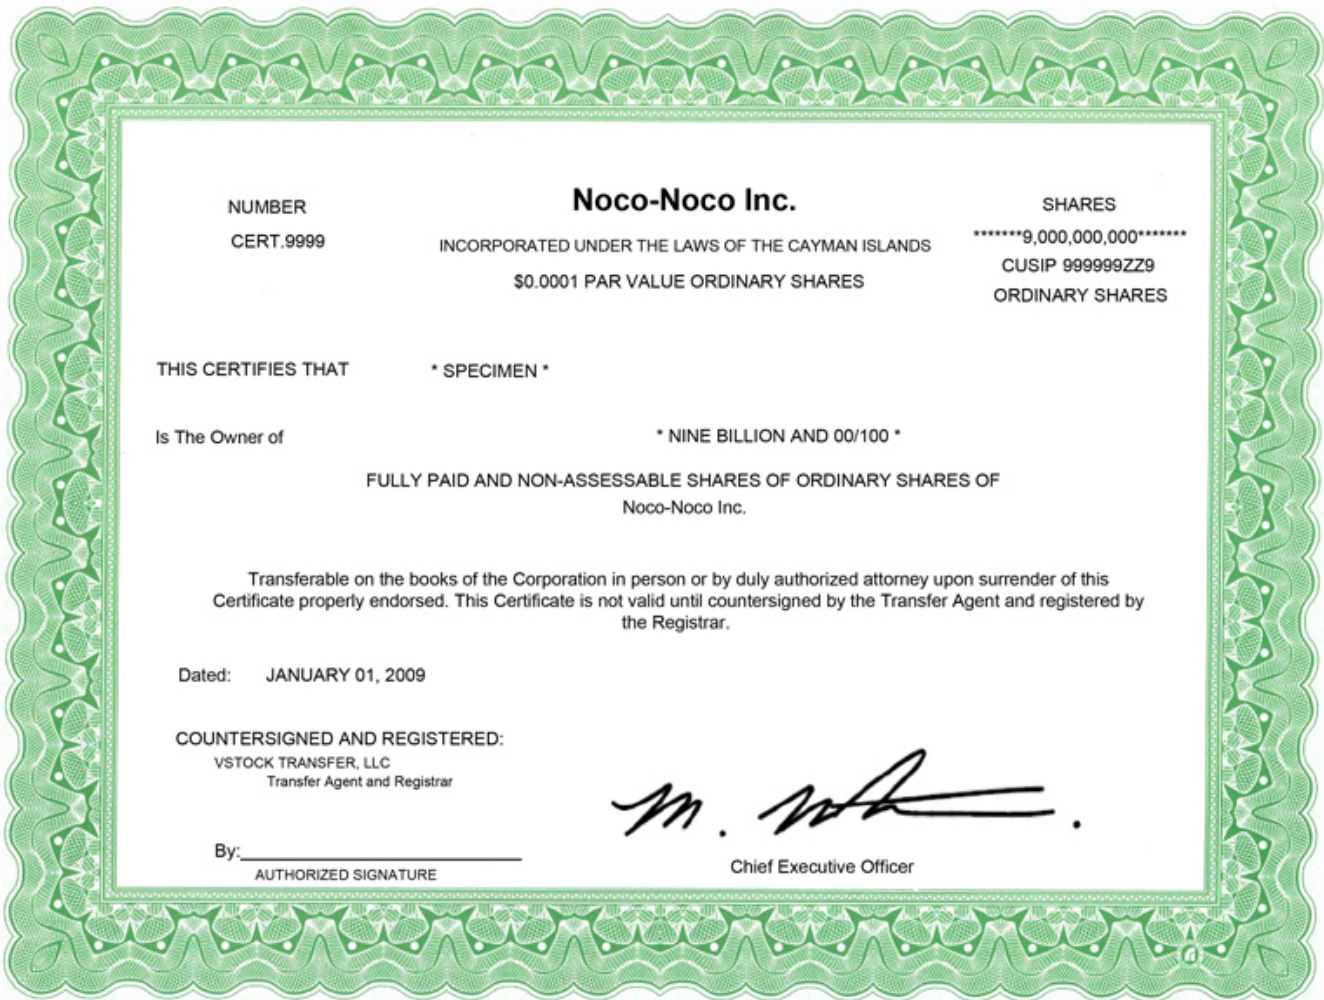 Noco-Noco Inc.
NUMBER
CERT.9999
INCORPORATED UNDER THE LAWS OF THE CAYMAN ISLANDS
$0.0001 PAR VALUE ORDINARY SHARES
SHARES
*******9,000,000,000*******
CUSIP 999999ZZ9
ORDINARY SHARES
THIS CERTIFIES THAT * SPECIMEN *
Is The Owner of * NINE BILLION AND 00/100 *
FULLY PAID AND NON-ASSESSABLE SHARES OF ORDINARY SHARES OF
Noco-Noco Inc.
Transferable on the books of the Corporation in person or by duly authorized attorney upon surrender of this
Certificate properly endorsed. This Certificate is not valid until countersigned by the Transfer Agent and registered by
the Registrar.
Dated: JANUARY 01, 2009
COUNTERSIGNED AND REGISTERED:
VSTOCK TRANSFER, LLC
Transfer Agent and Registrar
By:
AUTHORIZED SIGNATURE
Chief Executive Officer